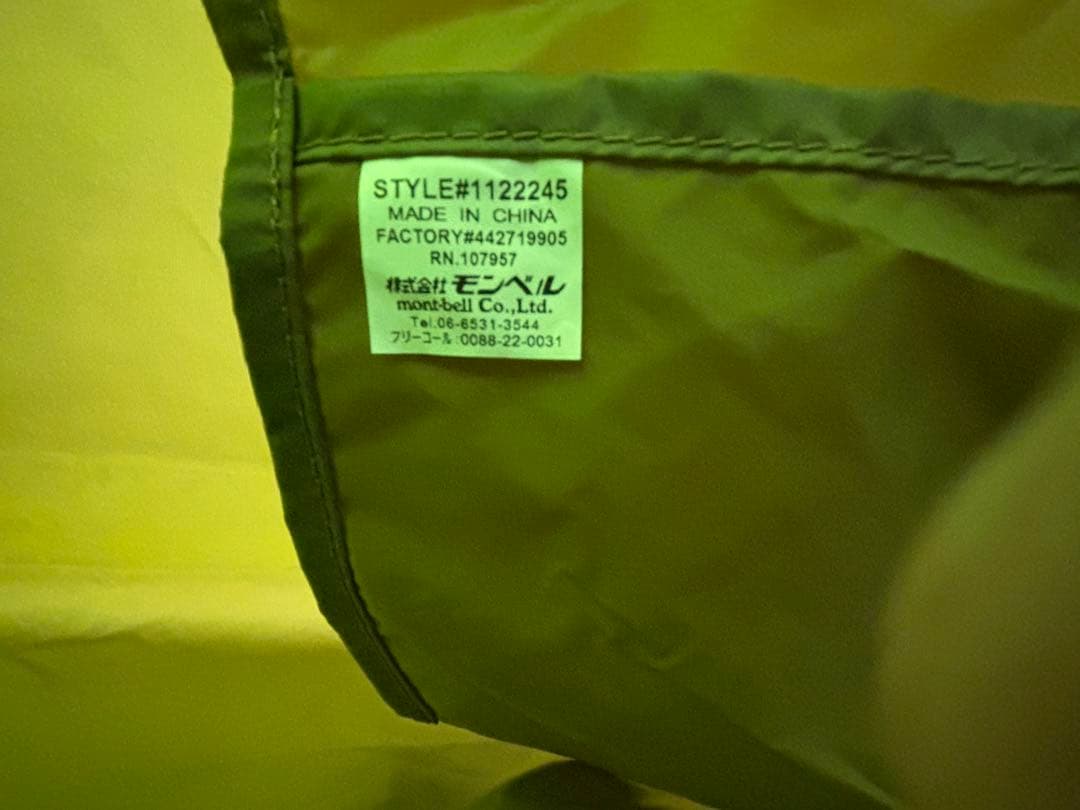 STYLE#1122245
MADE IN CHINA
FACTORY#442719905
RN.107957
株式会社 モンベル
mont-bell Co.,Ltd.
Tel.06-6531-3544
フリーコール:0088-22-0031